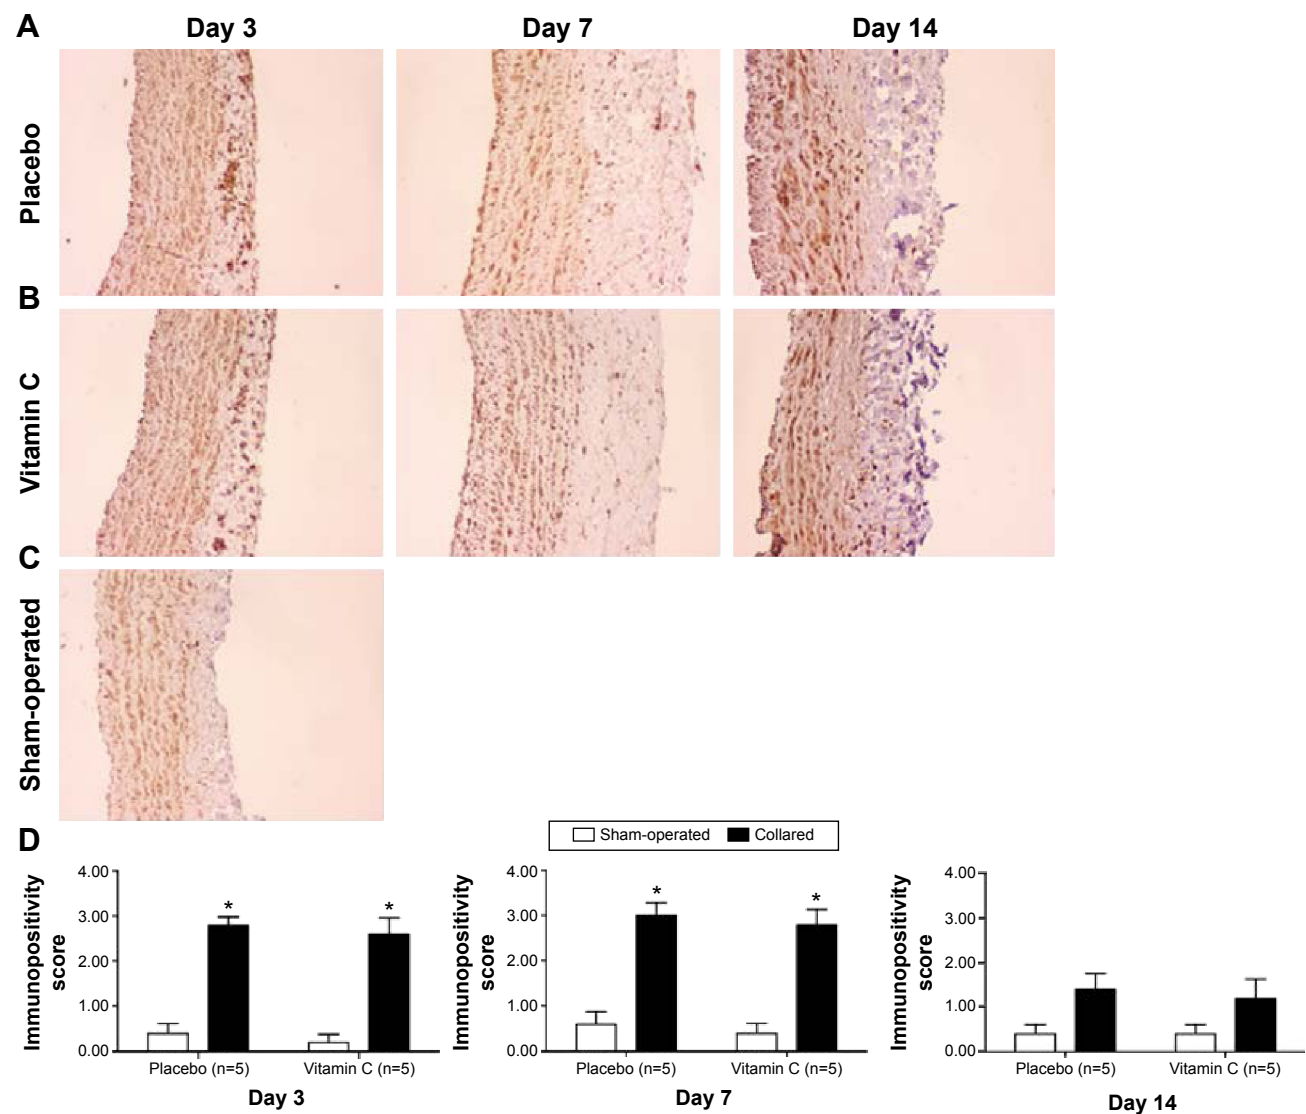 A
Day 3
Day 7
Day 14
Placebo
B
Vitamin C
C
Sham-operated
D
Sham-operated
Collared
Immunopositivity
score
4.00
3.00
2.00
1.00
0.00
*
*
Placebo (n=5)
Vitamin C (n=5)
Day 3
Immunopositivity
score
4.00
3.00
2.00
1.00
0.00
*
*
Placebo (n=5)
Vitamin C (n=5)
Day 7
Immunopositivity
score
4.00
3.00
2.00
1.00
0.00
Placebo (n=5)
Vitamin C (n=5)
Day 14